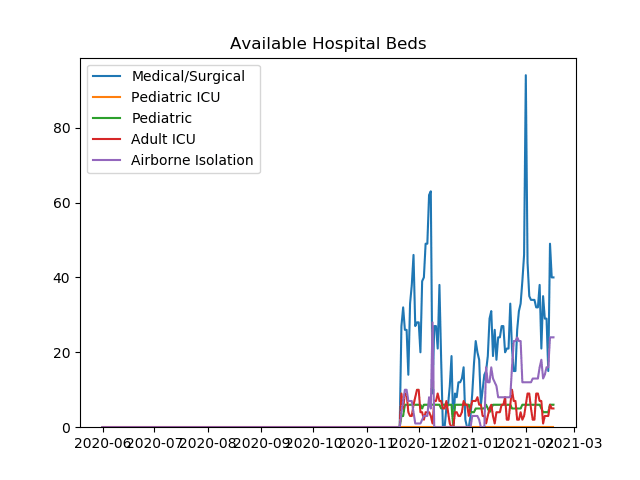 Available Hospital Beds
Medical/Surgical
Pediatric ICU
Pediatric
Adult ICU
Airborne Isolation
80
60
40
20
0
2020-06 2020-07 2020-08 2020-09 2020-10 2020-11 2020-12 2021-01 2021-02 2021-03